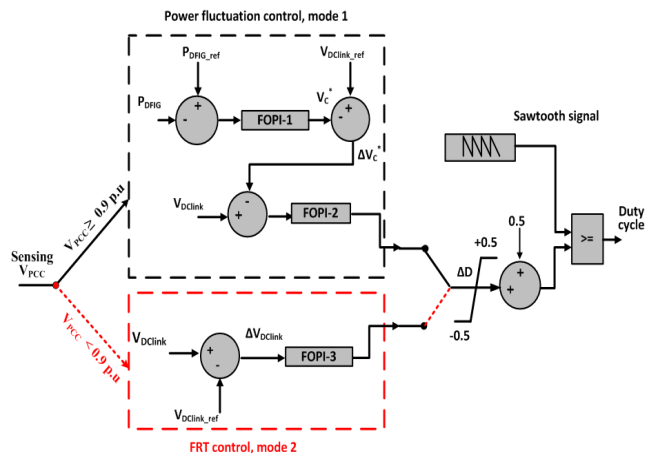 Power fluctuation control, mode 1
P_DFIG_ref
V_DClink_ref
P_DFIG
+
-
FOPI-1
V_C*
+
-
Sawtooth signal
ΔV_C*
V_DClink
-
+
FOPI-2
V_PCC ≥ 0.9 p.u
Sensing
V_PCC
V_PCC < 0.9 p.u
+0.5
ΔD
-0.5
0.5
+
+
>=
Duty
cycle
V_DClink
+
-
ΔV_DClink
FOPI-3
V_DClink_ref
FRT control, mode 2